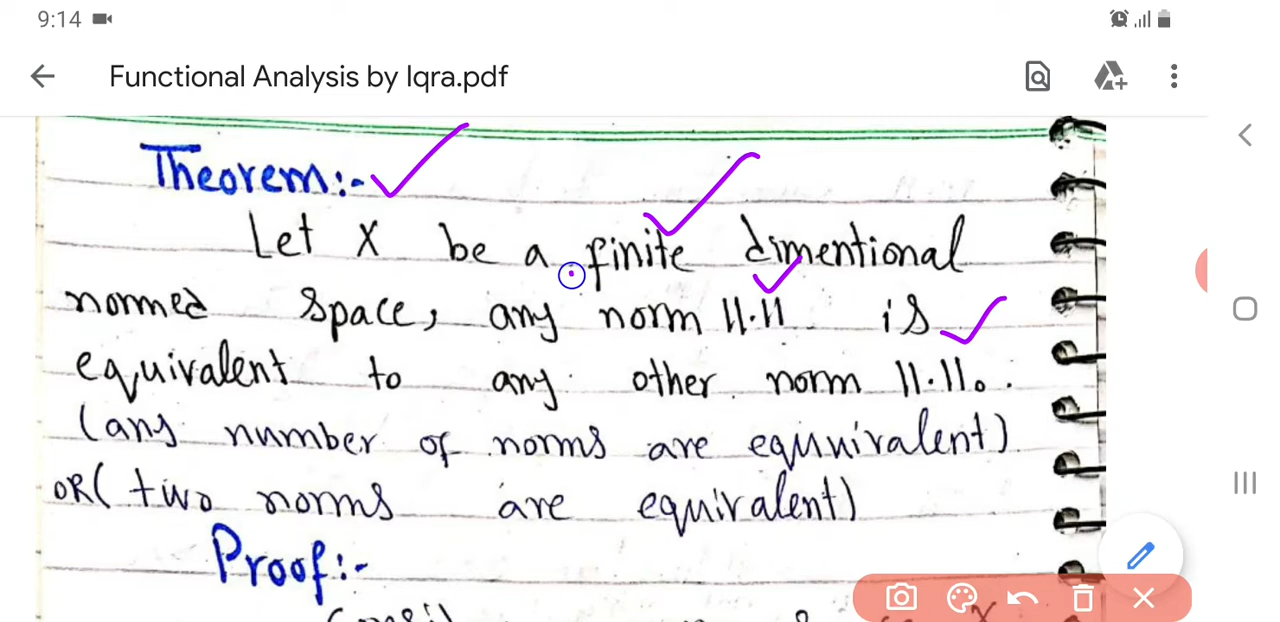 9:14
Functional Analysis by Iqra.pdf
Theorem:-
Let X be a finite dimentional
normed space, any norm ||·|| is
equivalent to any other norm ||·||₀.
(any number of norms are equivalent)
OR( two norms are equivalent)
Proof:-